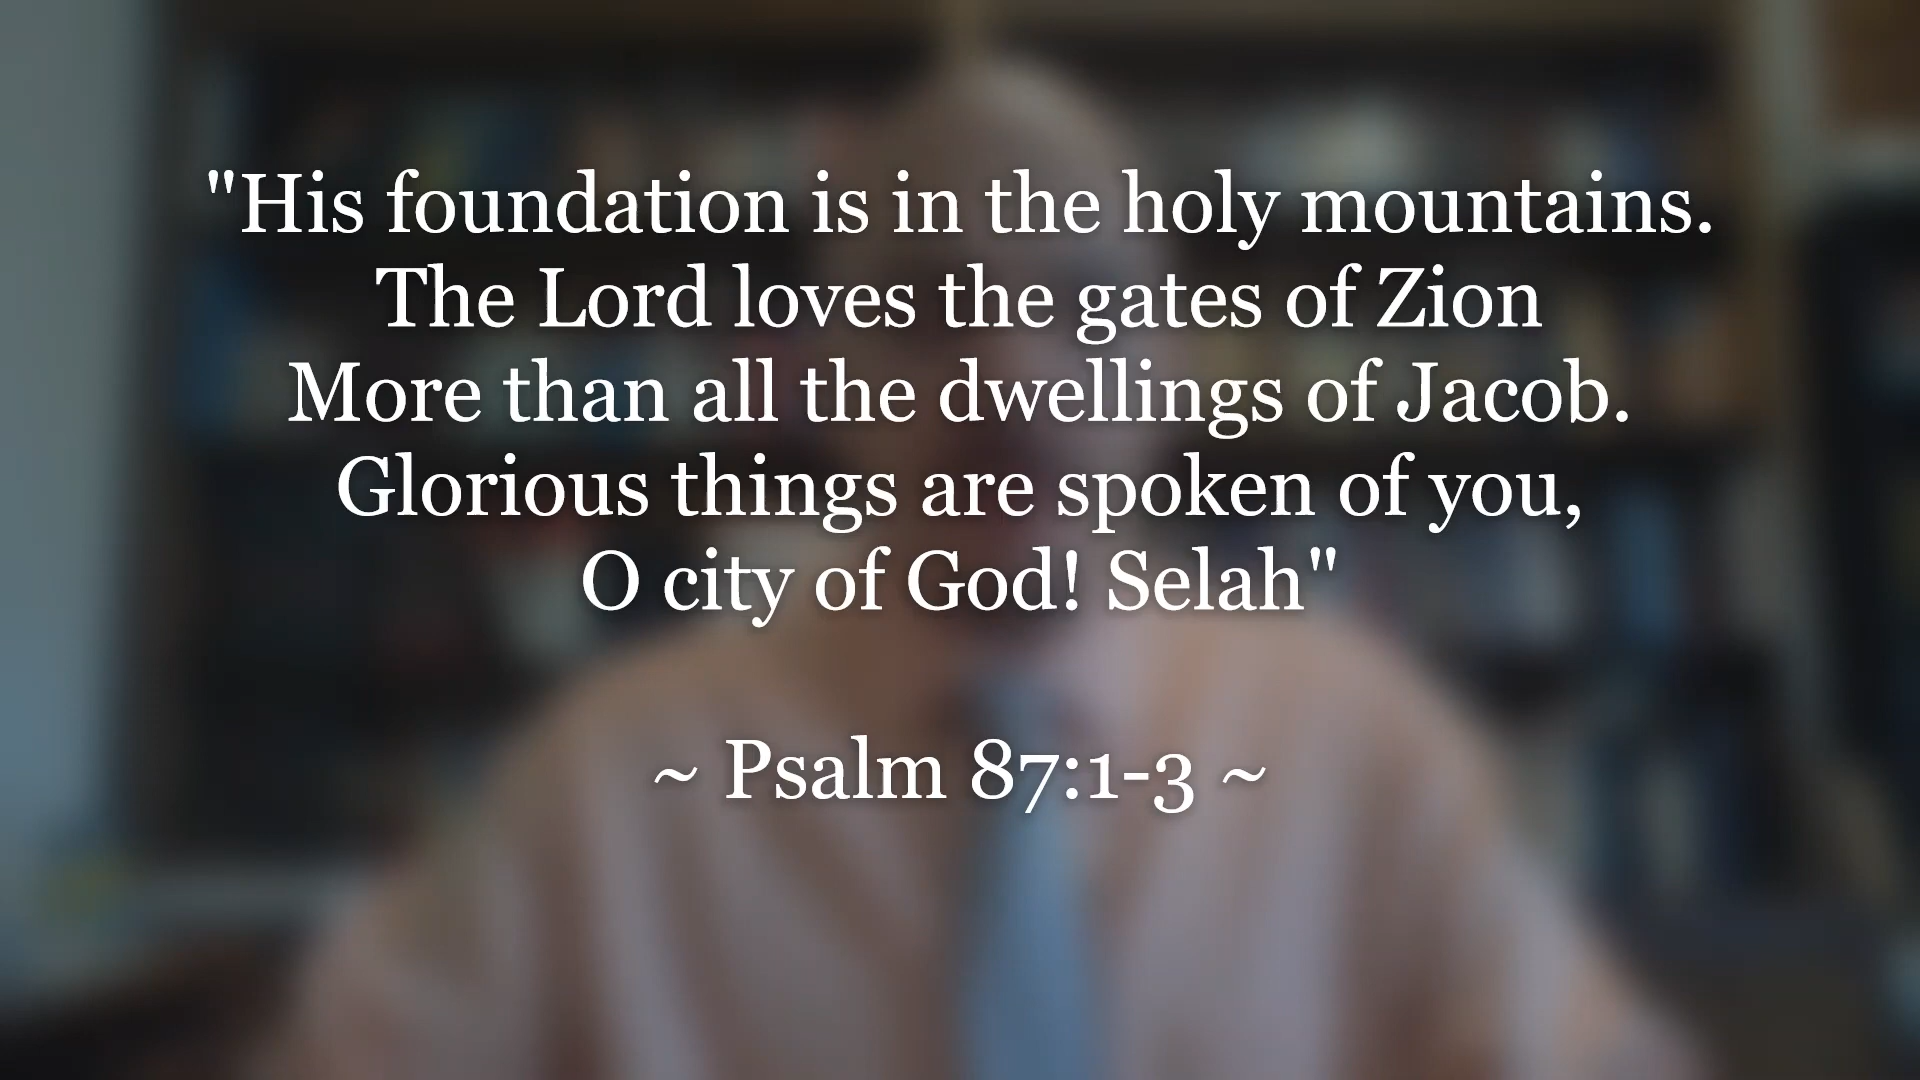 "His foundation is in the holy mountains.
The Lord loves the gates of Zion
More than all the dwellings of Jacob.
Glorious things are spoken of you,
O city of God! Selah"
~ Psalm 87:1-3 ~